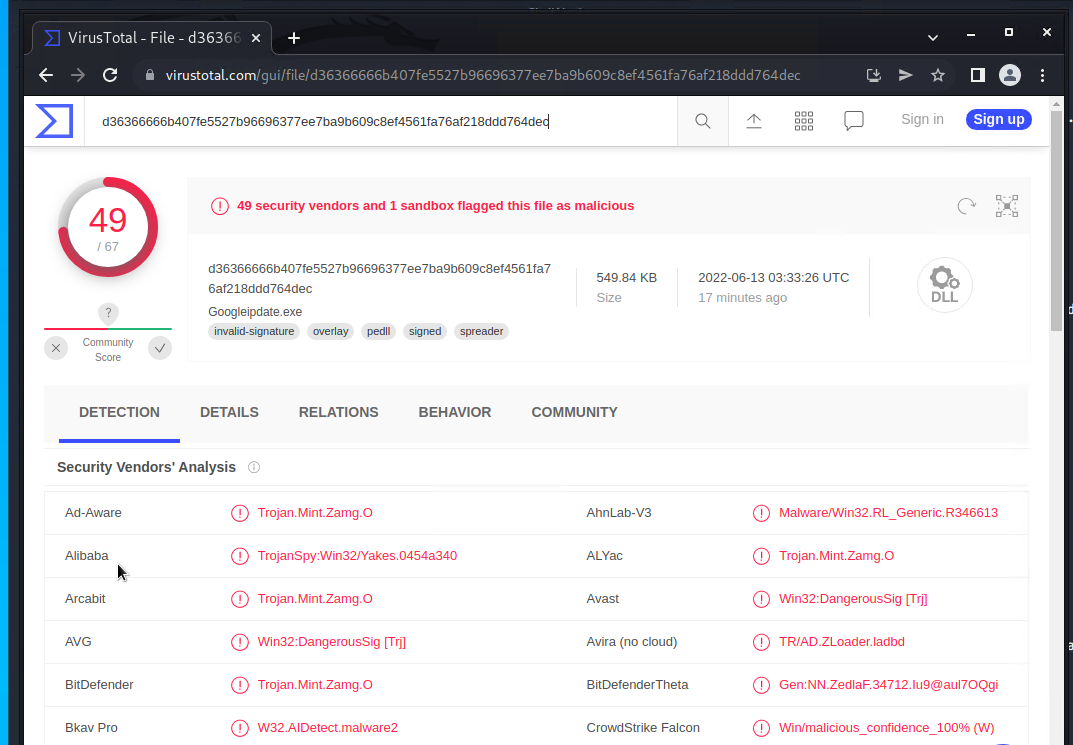 VirusTotal - File - d36366
virustotal.com/gui/file/d36366666b407fe5527b96696377ee7ba9b609c8ef4561fa76af218ddd764dec
d36366666b407fe5527b96696377ee7ba9b609c8ef4561fa76af218ddd764dec
Sign in
Sign up
49
/ 67
?
Community
Score
49 security vendors and 1 sandbox flagged this file as malicious
d36366666b407fe5527b96696377ee7ba9b609c8ef4561fa7
6af218ddd764dec
Googleipdate.exe
invalid-signature overlay pedll signed spreader
549.84 KB
Size
2022-06-13 03:33:26 UTC
17 minutes ago
DLL
DETECTION DETAILS RELATIONS BEHAVIOR COMMUNITY
Security Vendors' Analysis
Ad-Aware Trojan.Mint.Zamg.O AhnLab-V3 Malware/Win32.RL_Generic.R346613
Alibaba TrojanSpy:Win32/Yakes.0454a340 ALYac Trojan.Mint.Zamg.O
Arcabit Trojan.Mint.Zamg.O Avast Win32:DangerousSig [Trj]
AVG Win32:DangerousSig [Trj] Avira (no cloud) TR/AD.ZLoader.ladbd
BitDefender Trojan.Mint.Zamg.O BitDefenderTheta Gen:NN.ZedlaF.34712.Iu9@aul7OQgi
Bkav Pro W32.AIDetect.malware2 CrowdStrike Falcon Win/malicious_confidence_100% (W)